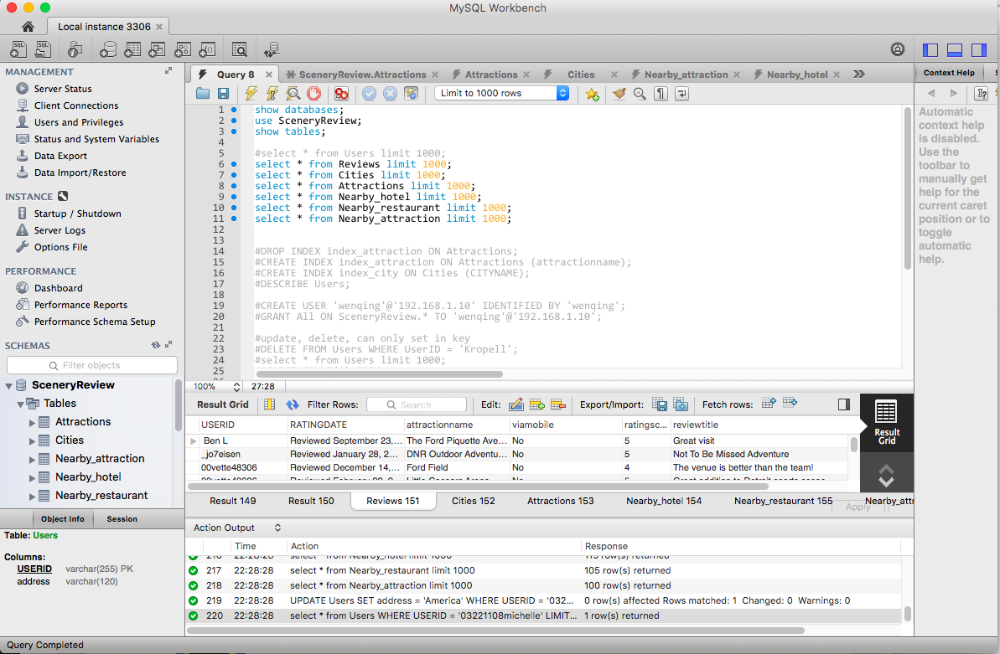 MySQL Workbench
Local instance 3306
MANAGEMENT
Server Status
Client Connections
Users and Privileges
Status and System Variables
Data Export
Data Import/Restore
INSTANCE
Startup / Shutdown
Server Logs
Options File
PERFORMANCE
Dashboard
Performance Reports
Performance Schema Setup
SCHEMAS
Filter objects
SceneryReview
Tables
Attractions
Cities
Nearby_attraction
Nearby_hotel
Nearby_restaurant
Object Info Session
Table: Users
Columns:
USERID varchar(255) PK
address varchar(120)
Query 8 SceneryReview.Attractions Attractions Cities Nearby_attraction Nearby_hotel
Limit to 1000 rows
1 show databases;
2 use SceneryReview;
3 show tables;
4
5 #select * from Users limit 1000;
6 select * from Reviews limit 1000;
7 select * from Cities limit 1000;
8 select * from Attractions limit 1000;
9 select * from Nearby_hotel limit 1000;
10 select * from Nearby_restaurant limit 1000;
11 select * from Nearby_attraction limit 1000;
12
13
14 #DROP INDEX index_attraction ON Attractions;
15 #CREATE INDEX index_attraction ON Attractions (attractionname);
16 #CREATE INDEX index_city ON Cities (CITYNAME);
17 #DESCRIBE Users;
18
19 #CREATE USER 'wenqing'@'192.168.1.10' IDENTIFIED BY 'wenqing';
20 #GRANT All ON SceneryReview.* TO 'wenqing'@'192.168.1.10';
21
22 #update, delete, can only set in key
23 #DELETE FROM Users WHERE UserID = 'Kropell';
24 #select * from Users limit 1000;
25
100% 27:28
Result Grid Filter Rows: Search Edit: Export/Import: Fetch rows:
USERID RATINGDATE attractionname viamobile ratingsc... reviewtitle
Ben L Reviewed September 23,... The Ford Piquette Ave... No 5 Great visit
_jo7eisen Reviewed January 28, 2... DNR Outdoor Adventu... No 5 Not To Be Missed Adventure
00vette48306 Reviewed December 14,... Ford Field No 4 The venue is better than the team!
Result
Grid
Result 149 Result 150 Reviews 151 Cities 152 Attractions 153 Nearby_hotel 154 Nearby_restaurant 155 Nearby_attr
Apply
Action Output
Time Action Response
216 22:28:28 select * from Nearby_hotel limit 1000 115 row(s) returned
217 22:28:28 select * from Nearby_restaurant limit 1000 105 row(s) returned
218 22:28:28 select * from Nearby_attraction limit 1000 100 row(s) returned
219 22:28:28 UPDATE Users SET address = 'America' WHERE USERID = '032... 0 row(s) affected Rows matched: 1 Changed: 0 Warnings: 0
220 22:28:28 select * from Users WHERE USERID = '03221108michelle' LIMIT... 1 row(s) returned
Context Help
Automatic
context help
is disabled.
Use the
toolbar to
manually get
help for the
current caret
position or to
toggle
automatic
help.
Query Completed